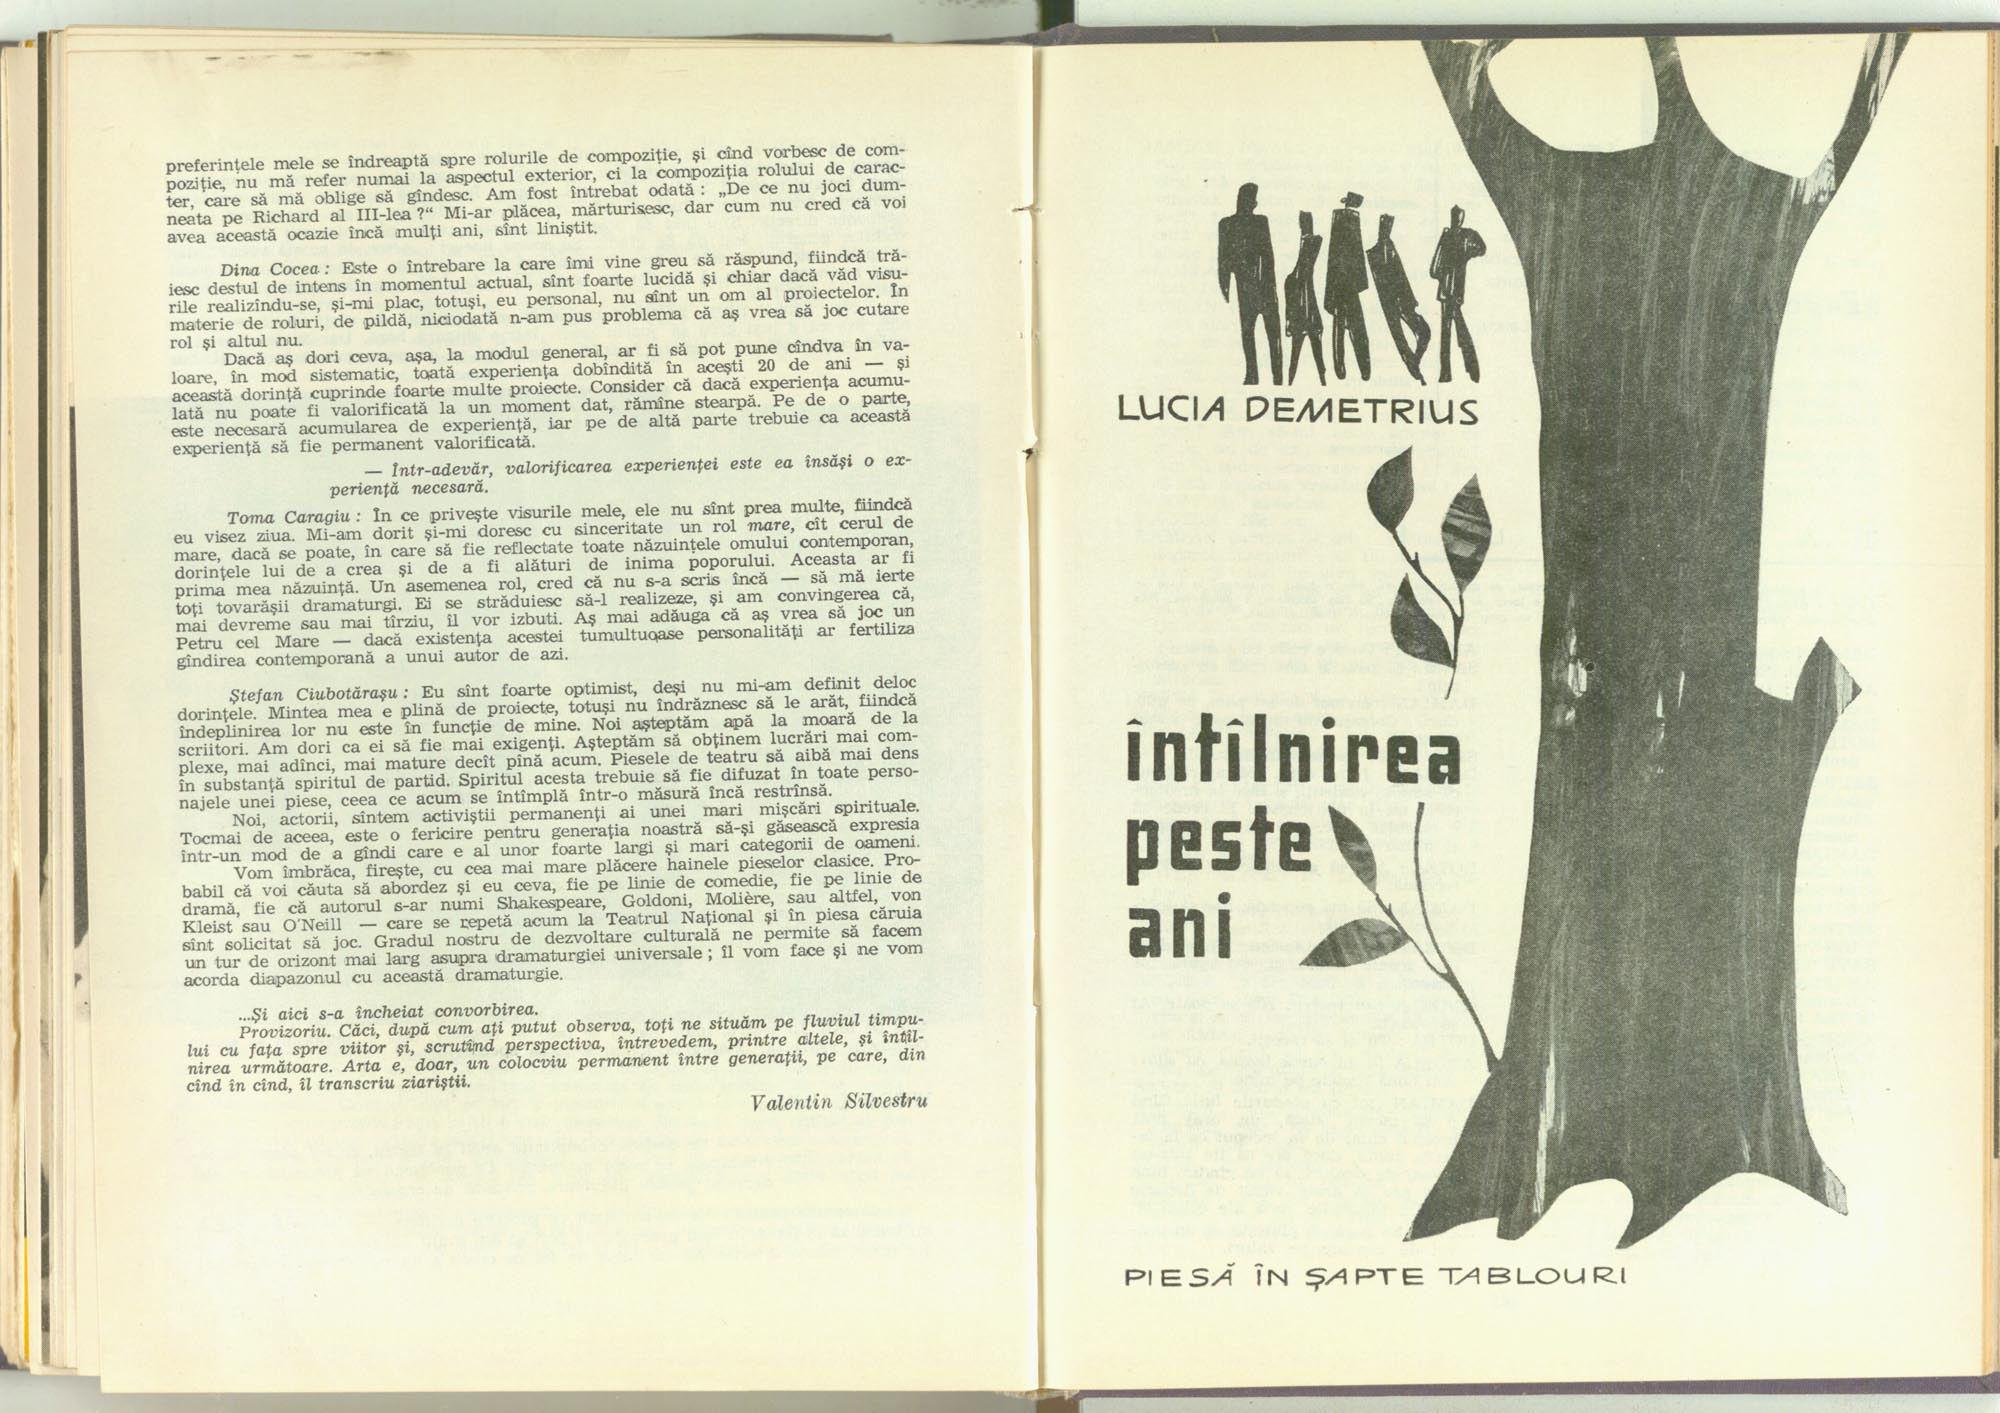 preferințele mele se îndreaptă spre rolurile de compoziție, și cînd vorbesc de com-
poziție, nu mă refer numai la aspectul exterior, ci la compoziția rolului de carac-
ter, care să mă oblige să gîndesc. Am fost întrebat odată : „De ce nu joci dum-
neata pe Richard al III-lea ?“ Mi-ar plăcea, mărturisesc, dar cum nu cred că voi
avea această ocazie încă mulți ani, sînt liniștit.
Dina Cocea : Este o întrebare la care îmi vine greu să răspund, fiindcă tră-
iesc destul de intens în momentul actual, sînt foarte lucidă și chiar dacă văd visu-
rile realizîndu-se, și-mi plac, totuși, eu personal, nu sînt un om al proiectelor. În
materie de roluri, de pildă, niciodată n-am pus problema că aș vrea să joc cutare
rol și altul nu.
Dacă aș dori ceva, așa, la modul general, ar fi să pot pune cîndva în va-
loare, în mod sistematic, toată experiența dobîndită în acești 20 de ani — și
această dorință cuprinde foarte multe proiecte. Consider că dacă experiența acumu-
lată nu poate fi valorificată la un moment dat, rămîne stearpă. Pe de o parte,
este necesară acumularea de experiență, iar pe de altă parte trebuie ca această
experiență să fie permanent valorificată.
— Într-adevăr, valorificarea experienței este ea însăși o ex-
periență necesară.
Toma Caragiu : În ce privește visurile mele, ele nu sînt prea multe, fiindcă
eu visez ziua. Mi-am dorit și-mi doresc cu sinceritate un rol mare, cît cerul de
mare, dacă se poate, în care să fie reflectate toate năzuințele omului contemporan,
dorințele lui de a crea și de a fi alături de inima poporului. Aceasta ar fi
prima mea năzuință. Un asemenea rol, cred că nu s-a scris încă — să mă ierte
toți tovarășii dramaturgi. Ei se străduiesc să-l realizeze, și am convingerea că,
mai devreme sau mai tîrziu, îl vor izbuti. Aș mai adăuga că aș vrea să joc un
Petru cel Mare — dacă existența acestei tumultuoase personalități ar fertiliza
gîndirea contemporană a unui autor de azi.
Ștefan Ciubotărașu : Eu sînt foarte optimist, deși nu mi-am definit deloc
dorințele. Mintea mea e plină de proiecte, totuși nu îndrăznesc să le arăt, fiindcă
îndeplinirea lor nu este în funcție de mine. Noi așteptăm apă la moară de la
scriitori. Am dori ca ei să fie mai exigenți. Așteptăm să obținem lucrări mai com-
plexe, mai adînci, mai mature decît pînă acum. Piesele de teatru să aibă mai dens
în substanță spiritul de partid. Spiritul acesta trebuie să fie difuzat în toate perso-
najele unei piese, ceea ce acum se întîmplă într-o măsură încă restrînsă.
Noi, actorii, sîntem activiștii permanenți ai unei mari mișcări spirituale.
Tocmai de aceea, este o fericire pentru generația noastră să-și găsească expresia
într-un mod de a gîndi care e al unor foarte largi și mari categorii de oameni.
Vom îmbrăca, firește, cu cea mai mare plăcere hainele pieselor clasice. Pro-
babil că voi căuta să abordez și eu ceva, fie pe linie de comedie, fie pe linie de
dramă, fie că autorul s-ar numi Shakespeare, Goldoni, Molière, sau altfel, von
Kleist sau O'Neill — care se repetă acum la Teatrul Național și în piesa căruia
sînt solicitat să joc. Gradul nostru de dezvoltare culturală ne permite să facem
un tur de orizont mai larg asupra dramaturgiei universale ; îl vom face și ne vom
acorda diapazonul cu această dramaturgie.
...Și aici s-a încheiat convorbirea.
Provizoriu. Căci, după cum ați putut observa, toți ne situăm pe fluviul timpu-
lui cu fața spre viitor și, scrutînd perspectiva, întrevedem, printre altele, și întîl-
nirea următoare. Arta e, doar, un colocviu permanent între generații, pe care, din
cînd în cînd, îl transcriu ziariștii.
Valentin Silvestru
LUCIA DEMETRIUS
întîlnirea
peste
ani
PIESĂ ÎN ȘAPTE TABLOURI